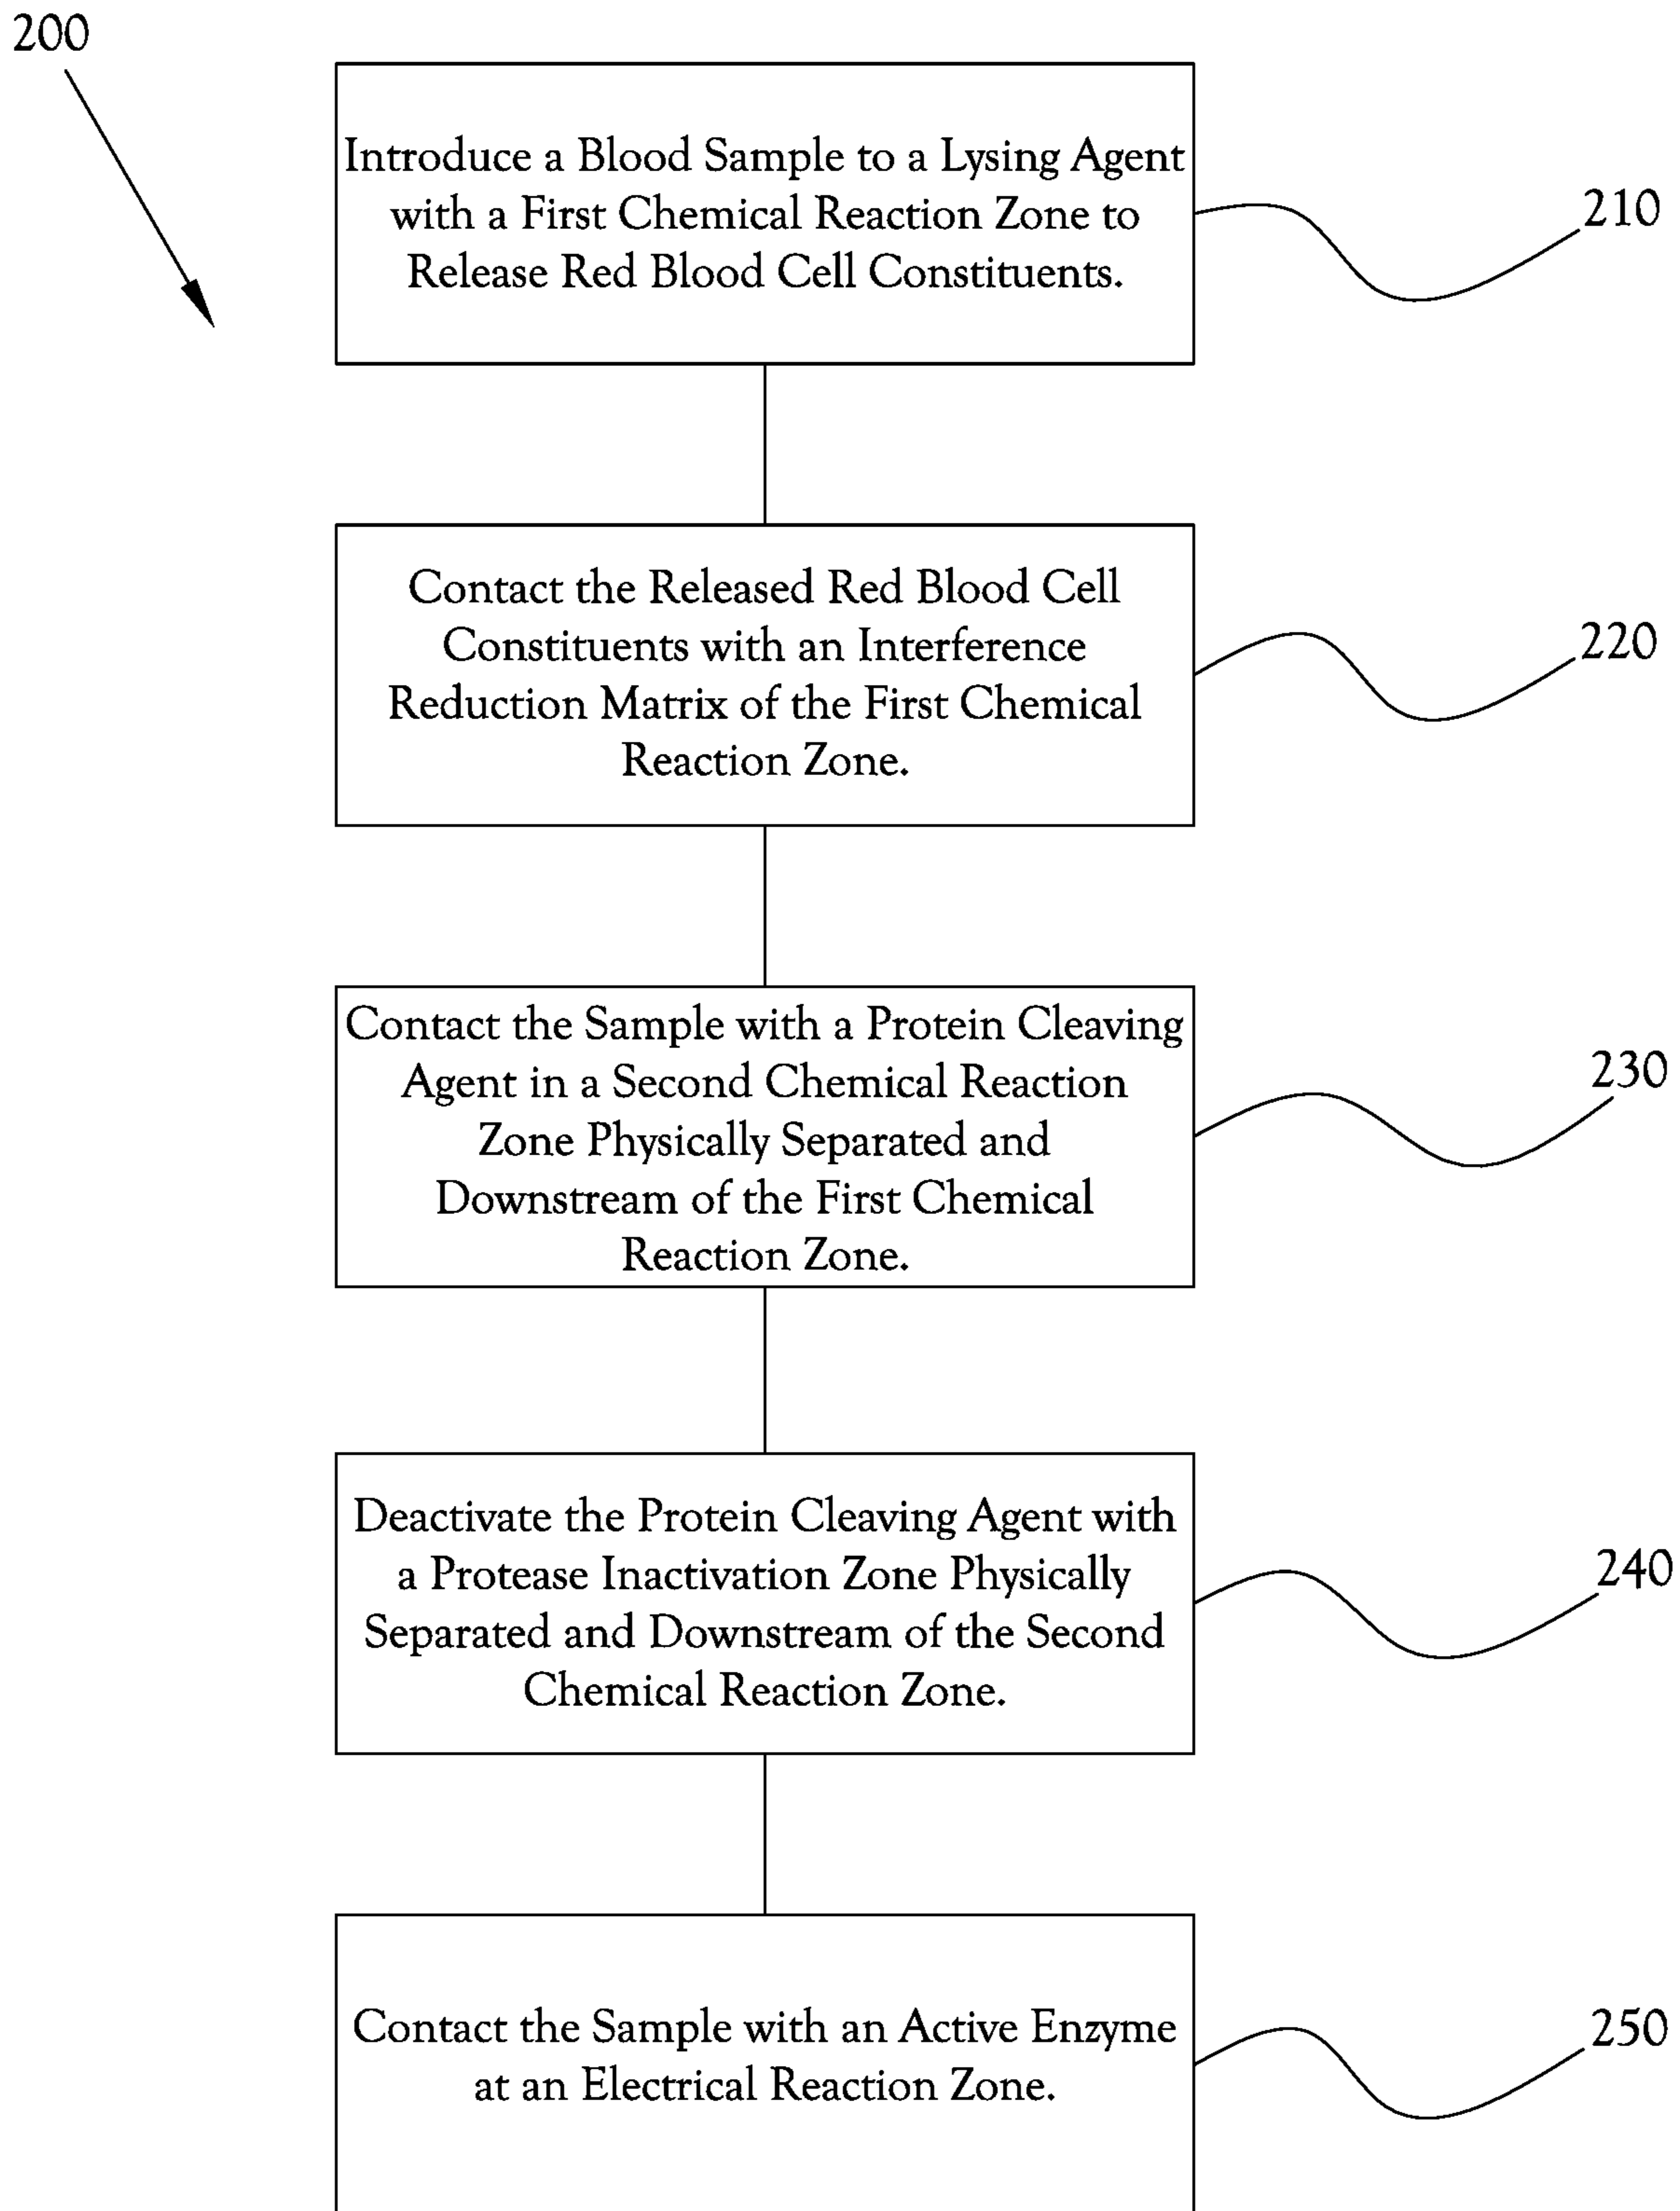 200
Introduce a Blood Sample to a Lysing Agent
with a First Chemical Reaction Zone to
Release Red Blood Cell Constituents.
210
Contact the Released Red Blood Cell
Constituents with an Interference
Reduction Matrix of the First Chemical
Reaction Zone.
220
Contact the Sample with a Protein Cleaving
Agent in a Second Chemical Reaction
Zone Physically Separated and
Downstream of the First Chemical
Reaction Zone.
230
Deactivate the Protein Cleaving Agent with
a Protease Inactivation Zone Physically
Separated and Downstream of the Second
Chemical Reaction Zone.
240
Contact the Sample with an Active Enzyme
at an Electrical Reaction Zone.
250